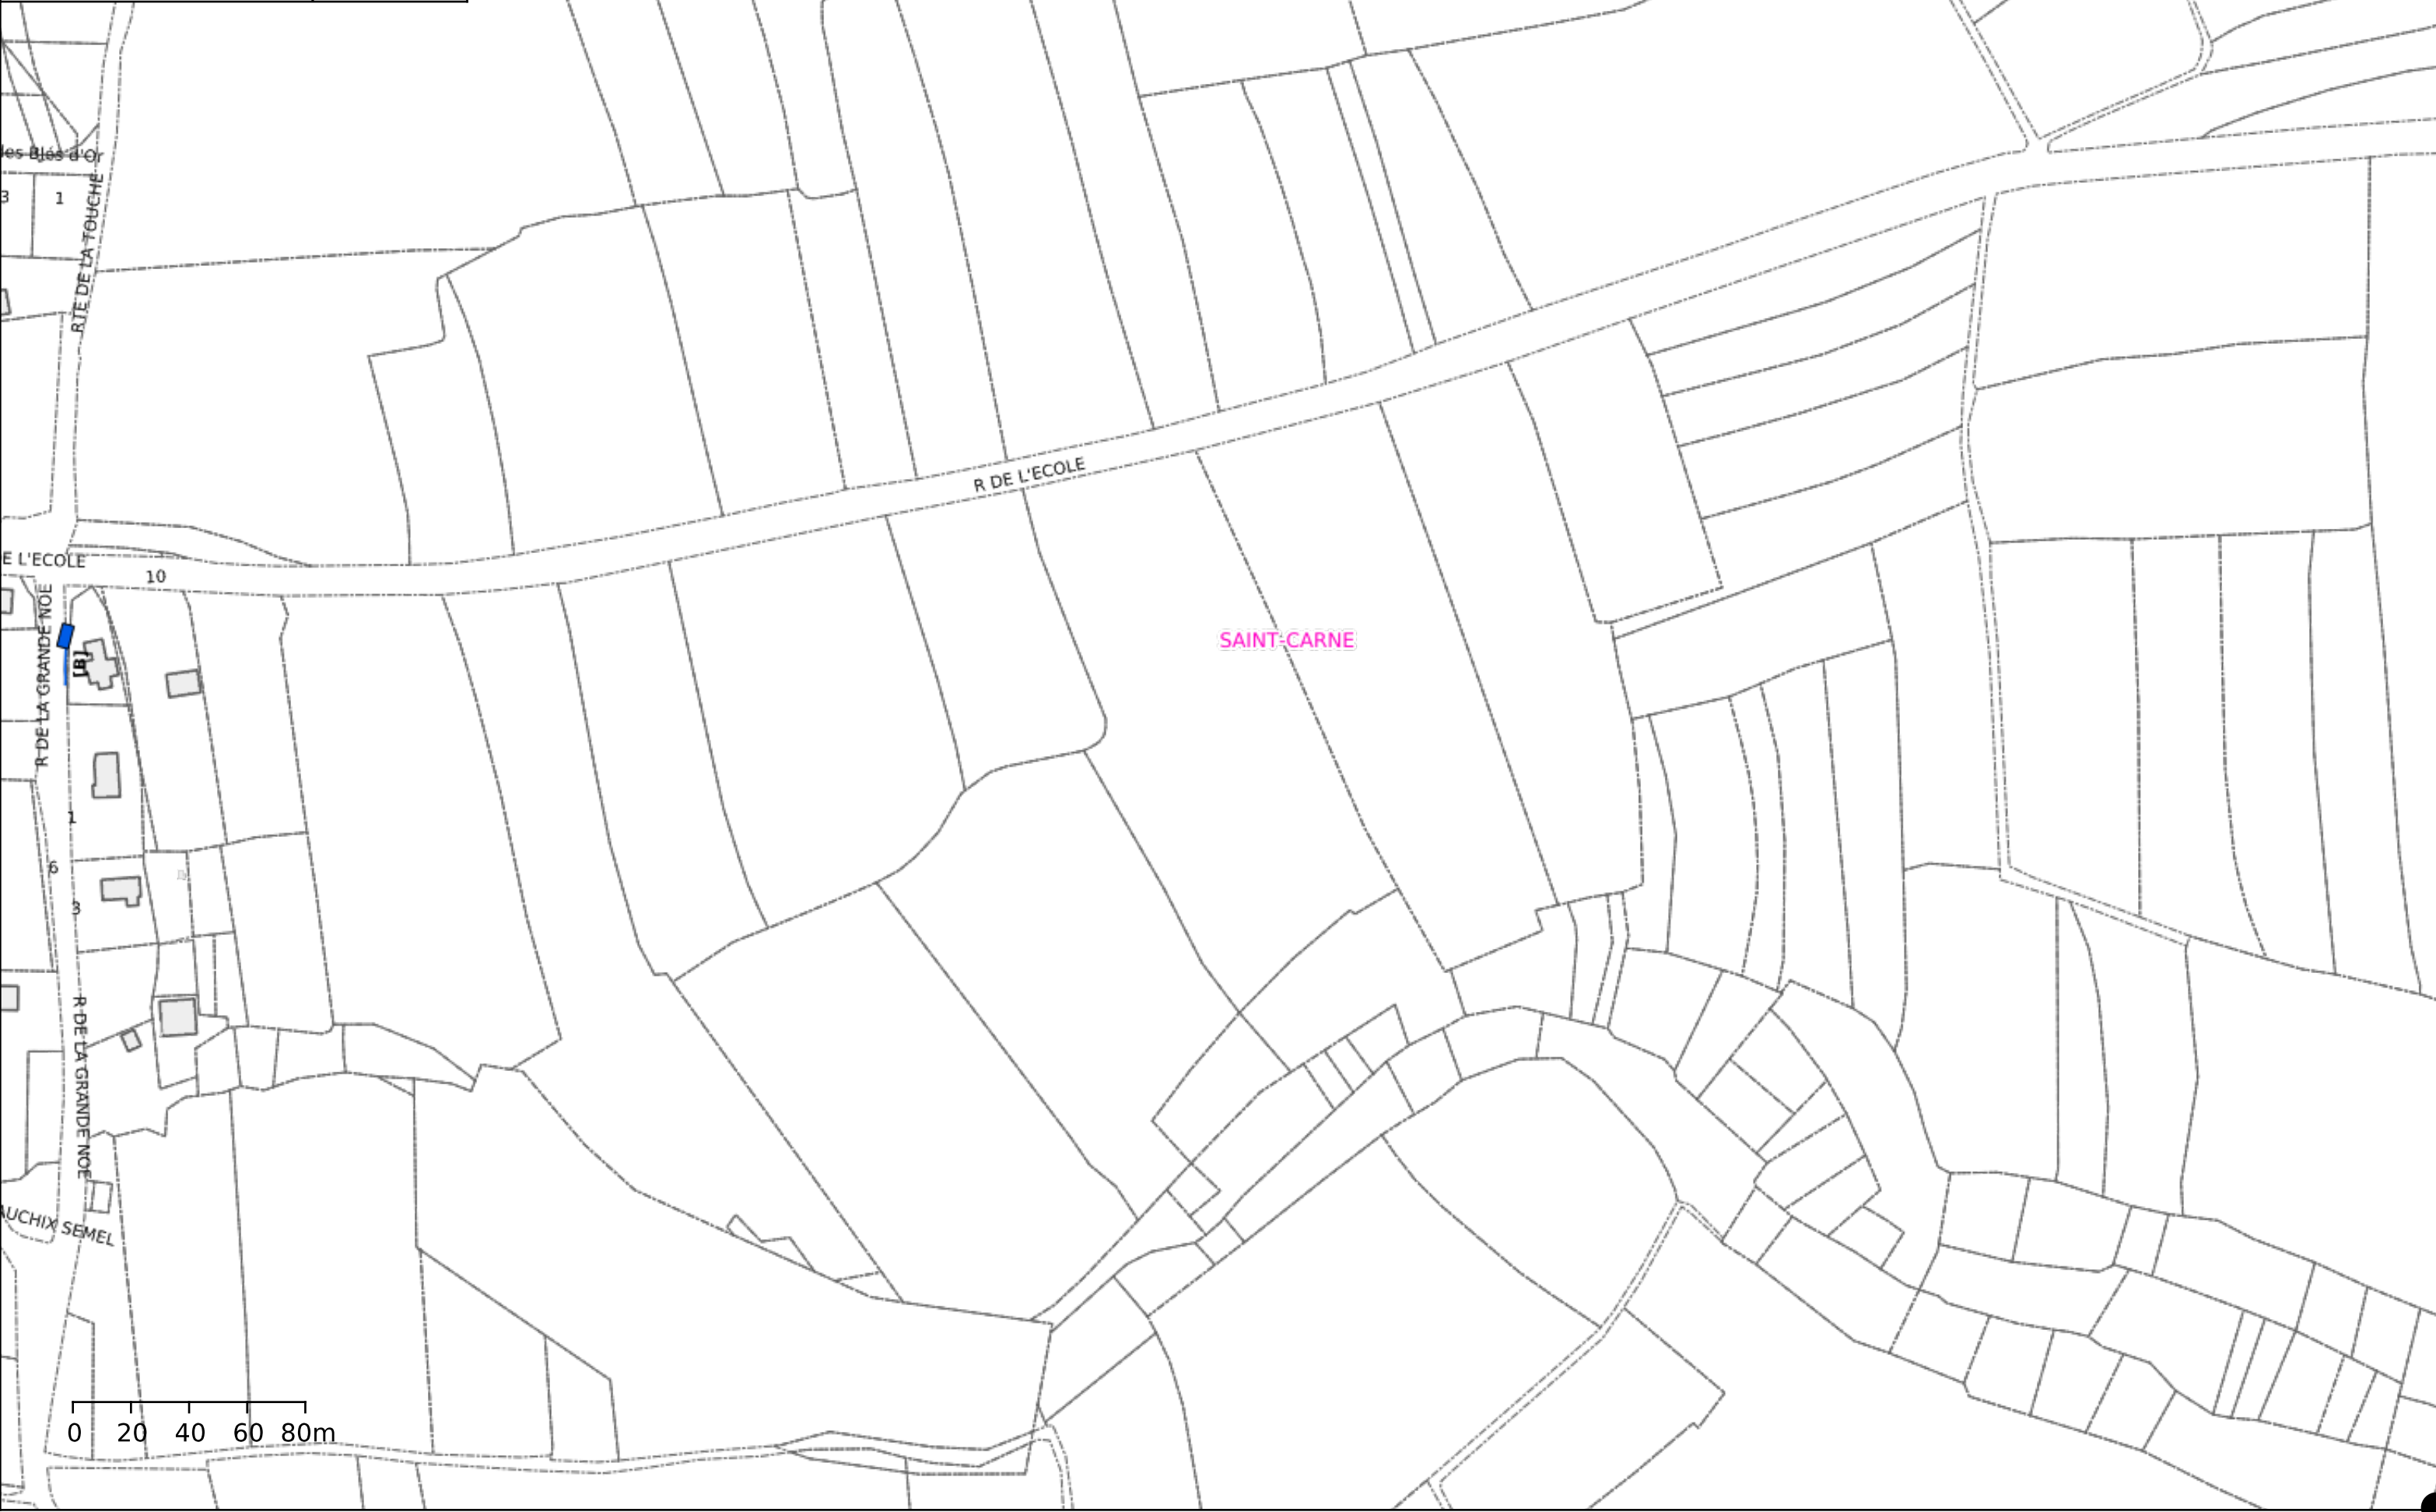 les Blés d'Or
3
1
RTE DE LA TOUCHE
R DE L'ECOLE
E L'ECOLE
10
R DE LA GRANDE NOE
[B]
SAINT-CARNE
1
6
3
R DE LA GRANDE NOE
AUCHIX SEMEL
0 20 40 60 80m